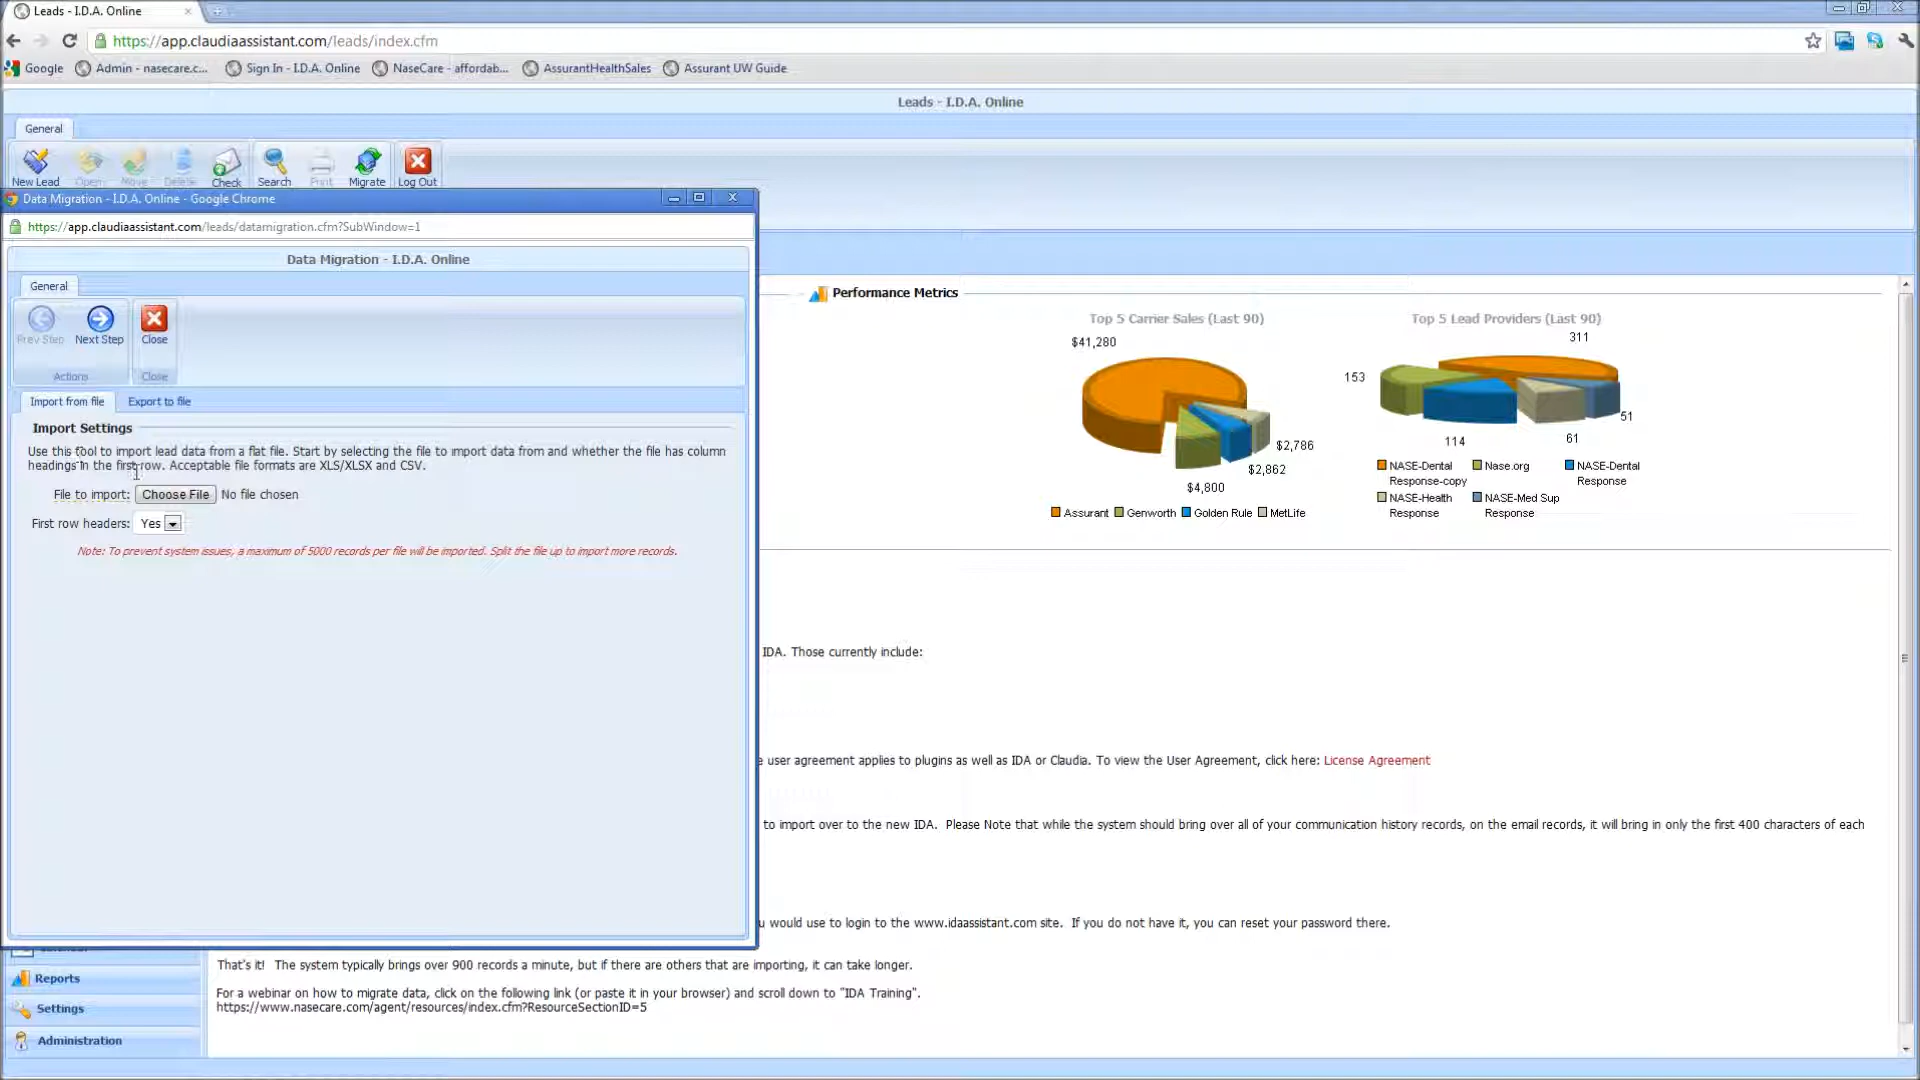 Leads - I.D.A. Online
https://app.claudiaassistant.com/leads/index.cfm
Google Admin - nasecare.c... Sign In - I.D.A. Online NaseCare - affordab... AssurantHealthSales Assurant UW Guide
Leads - I.D.A. Online
General
New Lead Open Move Delete Check Search Print Migrate Log Out
Data Migration - I.D.A. Online - Google Chrome
https://app.claudiaassistant.com/leads/datamigration.cfm?SubWindow=1
Data Migration - I.D.A. Online
General
Prev Step Next Step Close
Actions Close
Import from file Export to file
Import Settings
Use this tool to import lead data from a flat file. Start by selecting the file to import data from and whether the file has column
headings in the first row. Acceptable file formats are XLS/XLSX and CSV.
File to import: Choose File No file chosen
First row headers: Yes
Note: To prevent system issues, a maximum of 5000 records per file will be imported. Split the file up to import more records.
Performance Metrics
Top 5 Carrier Sales (Last 90)
$41,280
$2,786
$2,862
$4,800
Assurant Genworth Golden Rule MetLife
Top 5 Lead Providers (Last 90)
311
153
51
61
114
NASE-Dental Response-copy
Nase.org
NASE-Dental Response
NASE-Health Response
NASE-Med Sup Response
IDA. Those currently include:
user agreement applies to plugins as well as IDA or Claudia. To view the User Agreement, click here: License Agreement
to import over to the new IDA. Please Note that while the system should bring over all of your communication history records, on the email records, it will bring in only the first 400 characters of each
would use to login to the www.idaassistant.com site. If you do not have it, you can reset your password there.
That's it! The system typically brings over 900 records a minute, but if there are others that are importing, it can take longer.
For a webinar on how to migrate data, click on the following link (or paste it in your browser) and scroll down to "IDA Training".
https://www.nasecare.com/agent/resources/index.cfm?ResourceSectionID=5
Reports
Settings
Administration